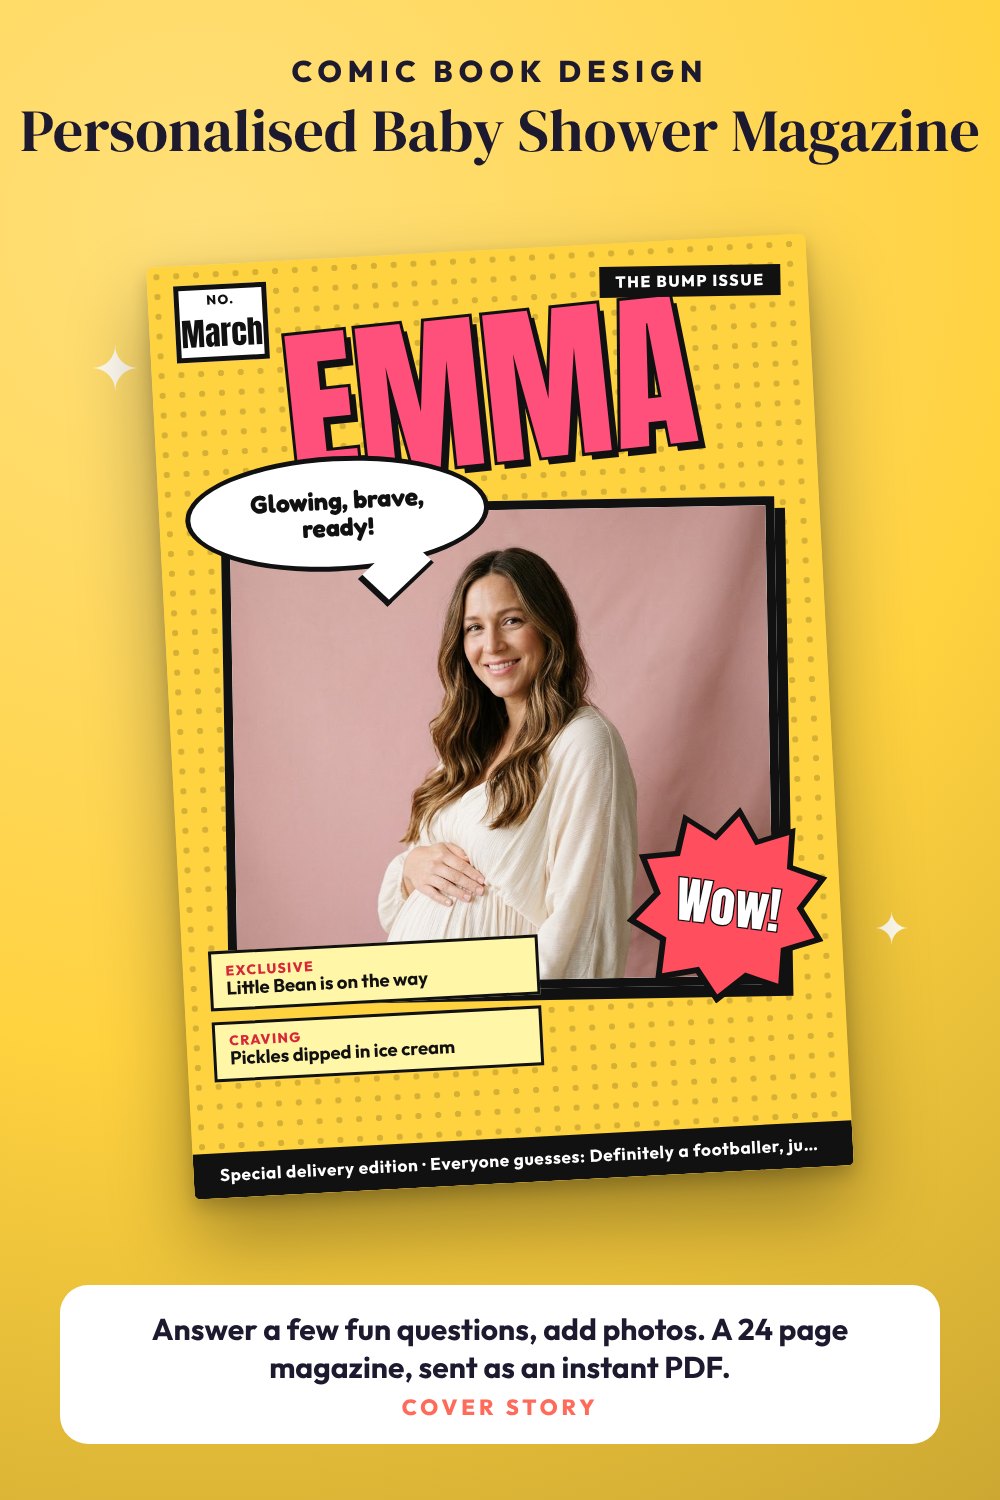 COMIC BOOK DESIGN
Personalised Baby Shower Magazine
NO.
March
THE BUMP ISSUE
EMMA
Glowing, brave,
ready!
Wow!
EXCLUSIVE
Little Bean is on the way
CRAVING
Pickles dipped in ice cream
Special delivery edition · Everyone guesses: Definitely a footballer, ju...
Answer a few fun questions, add photos. A 24 page
magazine, sent as an instant PDF.
COVER STORY